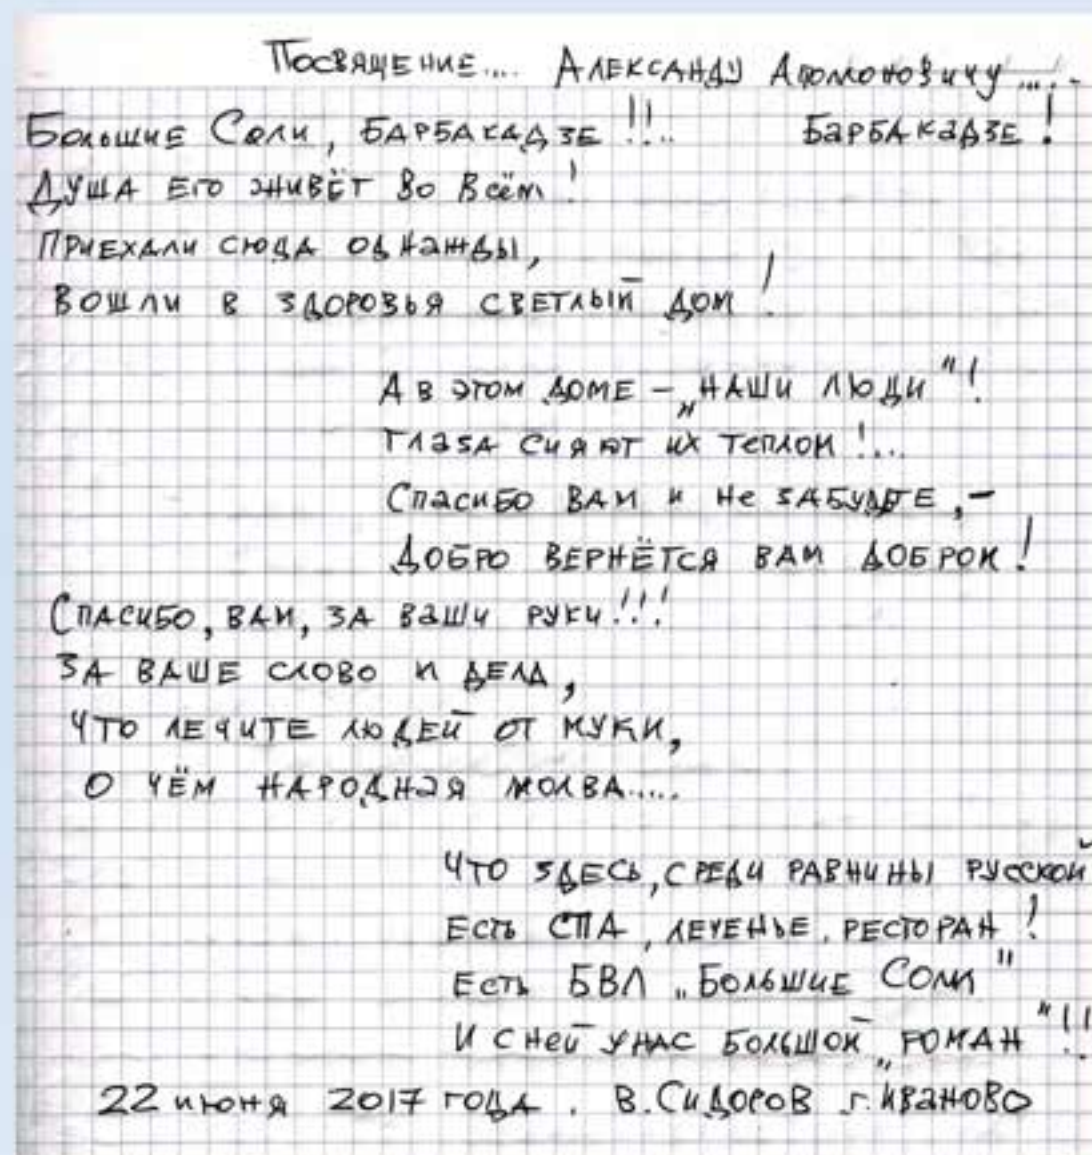 Посвящение.... Александу Аполоновичу.....
Большие Соли, Барбакадзе!!... Барбакадзе!
Душа его живёт во всём!
Приехали сюда однажды,
Вошли в здоровья светлый дом!
А в этом доме – „наши люди"!
Глаза сияют их теплом!...
Спасибо вам и не забудте, –
Добро вернётся вам добром!
Спасибо, вам, за ваши руки!!!
За ваше слово и дела,
Что лечите людей от муки,
О чём народная молва.....
Что здесь, среди равнины русской
Есть СПА, леченье, ресторан!
Есть БВЛ „Большие Соли"
И с ней у нас большой „роман"!!
22 июня 2017 года. В. Сидоров г. Иваново